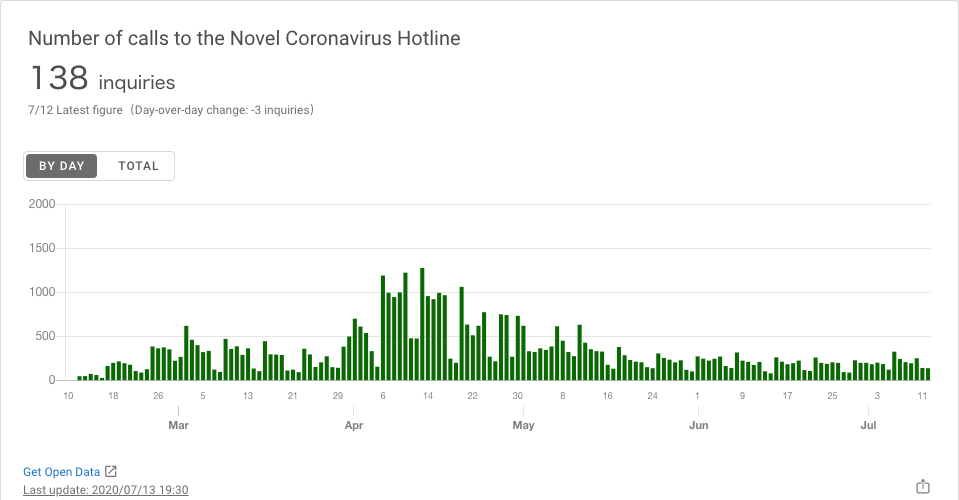 Number of calls to the Novel Coronavirus Hotline
138 inquiries
7/12 Latest figure（Day-over-day change: -3 inquiries）
BY DAY TOTAL
2000
1500
1000
500
0
10 18 26 5 13 21 29 6 14 22 30 8 16 24 1 9 17 25 3 11
Mar Apr May Jun Jul
Get Open Data
Last update: 2020/07/13 19:30